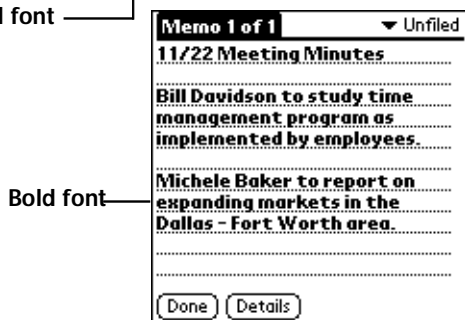 font
Memo 1 of 1 Unfiled
11/22 Meeting Minutes
Bill Davidson to study time
management program as
implemented by employees.
Michele Baker to report on
Bold font expanding markets in the
Dallas - Fort Worth area.
Done Details